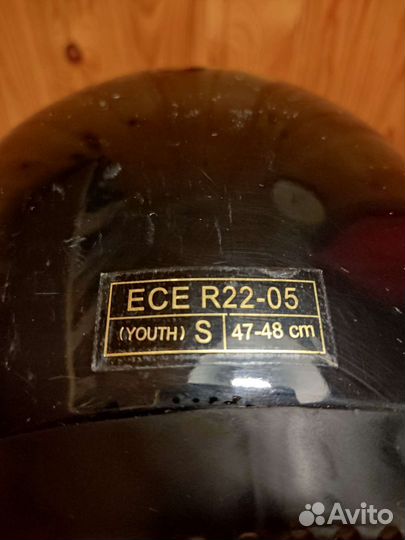 ECE R22-05
(YOUTH) S 47-48 cm
Avito